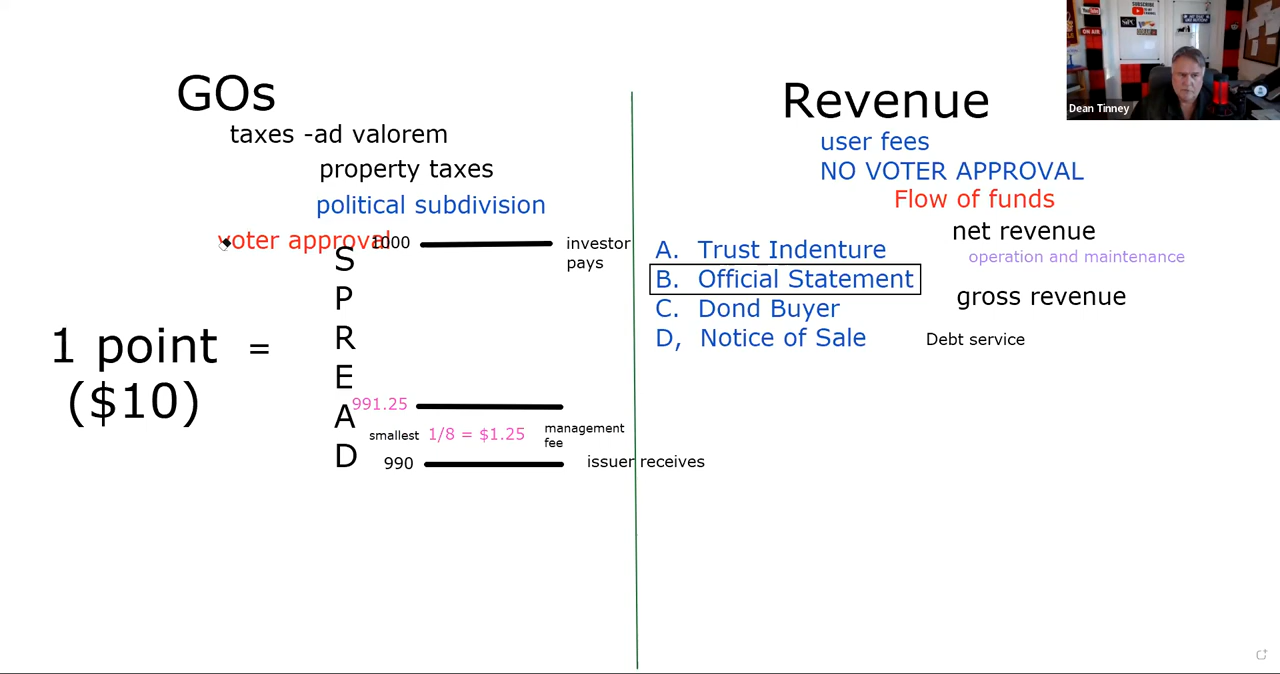 GOs
taxes -ad valorem
property taxes
political subdivision
voter approval
1000
investor
pays
S
P
R
E
A
D
1 point
($10)
=
991.25
smallest
1/8 = $1.25
management
fee
990
issuer receives
Revenue
user fees
NO VOTER APPROVAL
Flow of funds
net revenue
operation and maintenance
gross revenue
Debt service
A. Trust Indenture
B. Official Statement
C. Dond Buyer
D, Notice of Sale
SUBSCRIBE
ON AIR
Dean Tinney